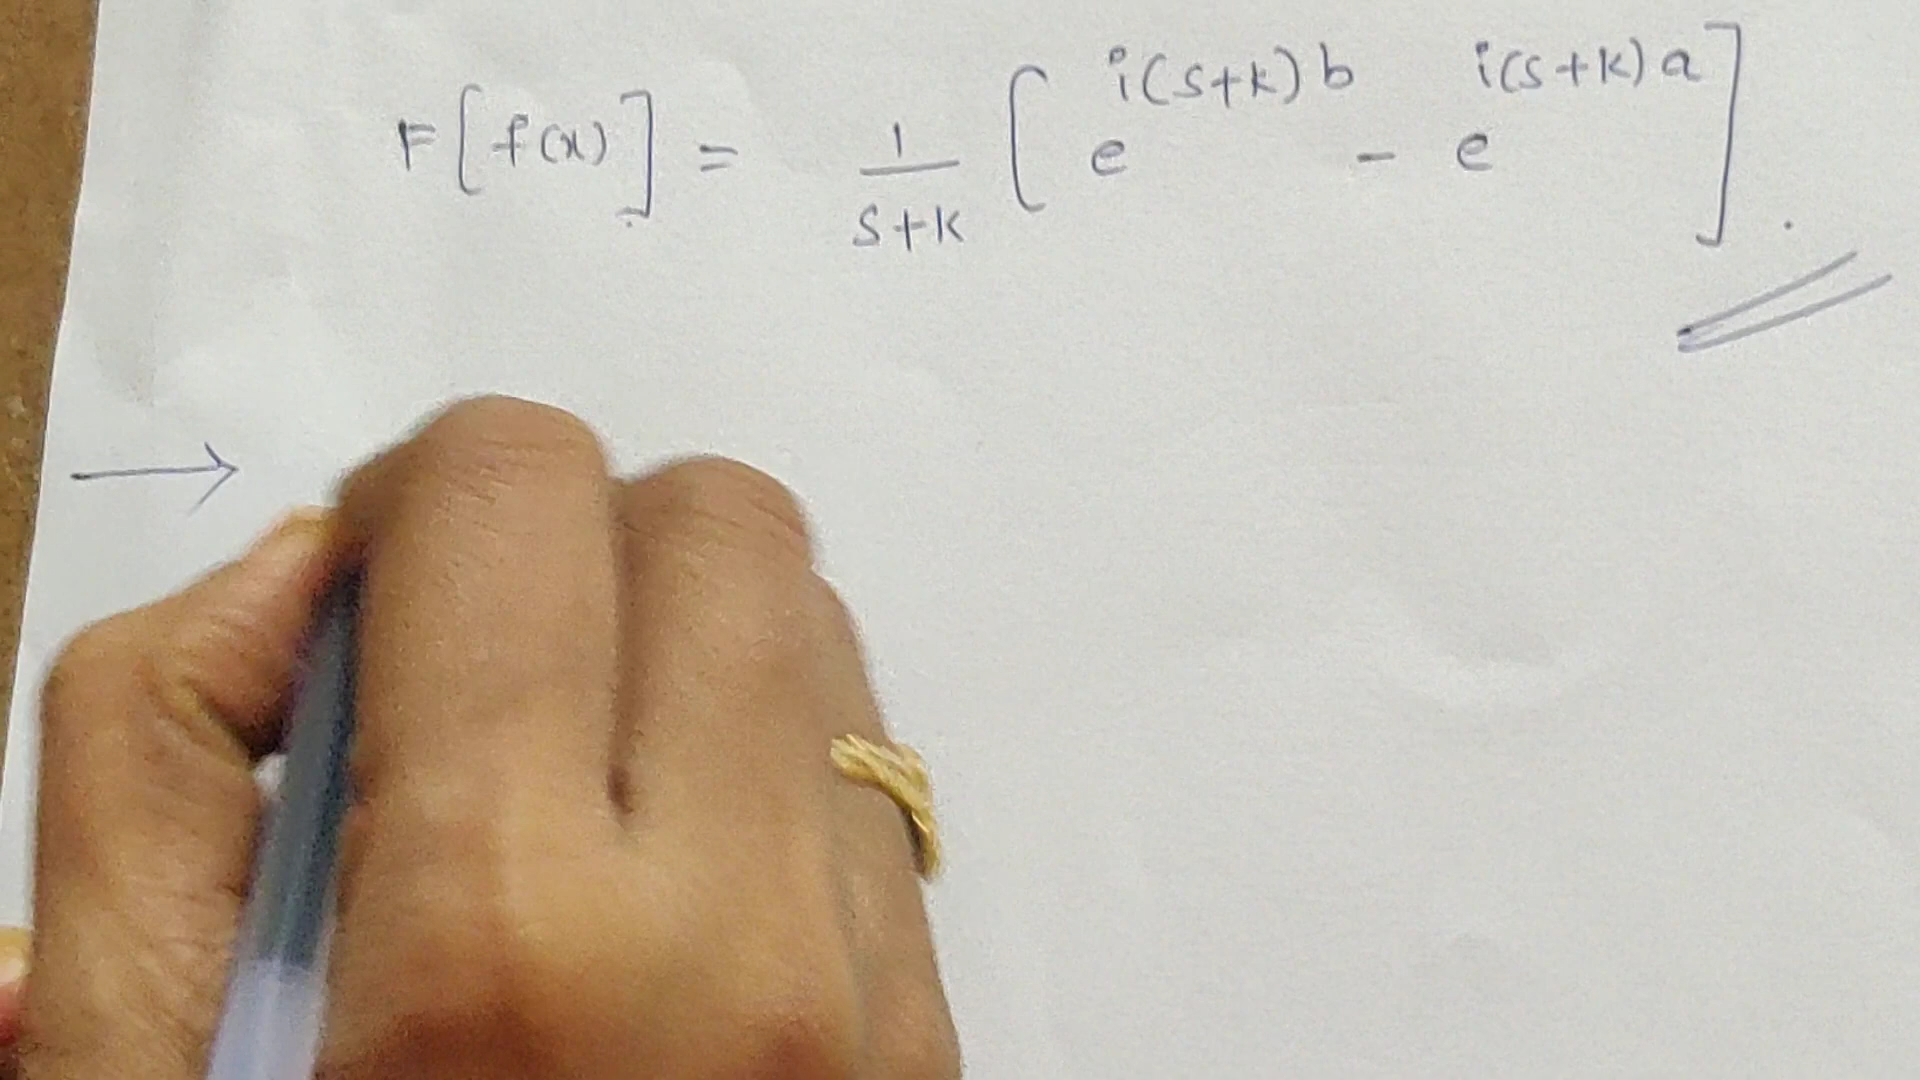 F[f(x)] = 1/(s+k) [e^{i(s+k)b} - e^{i(s+k)a}].
→